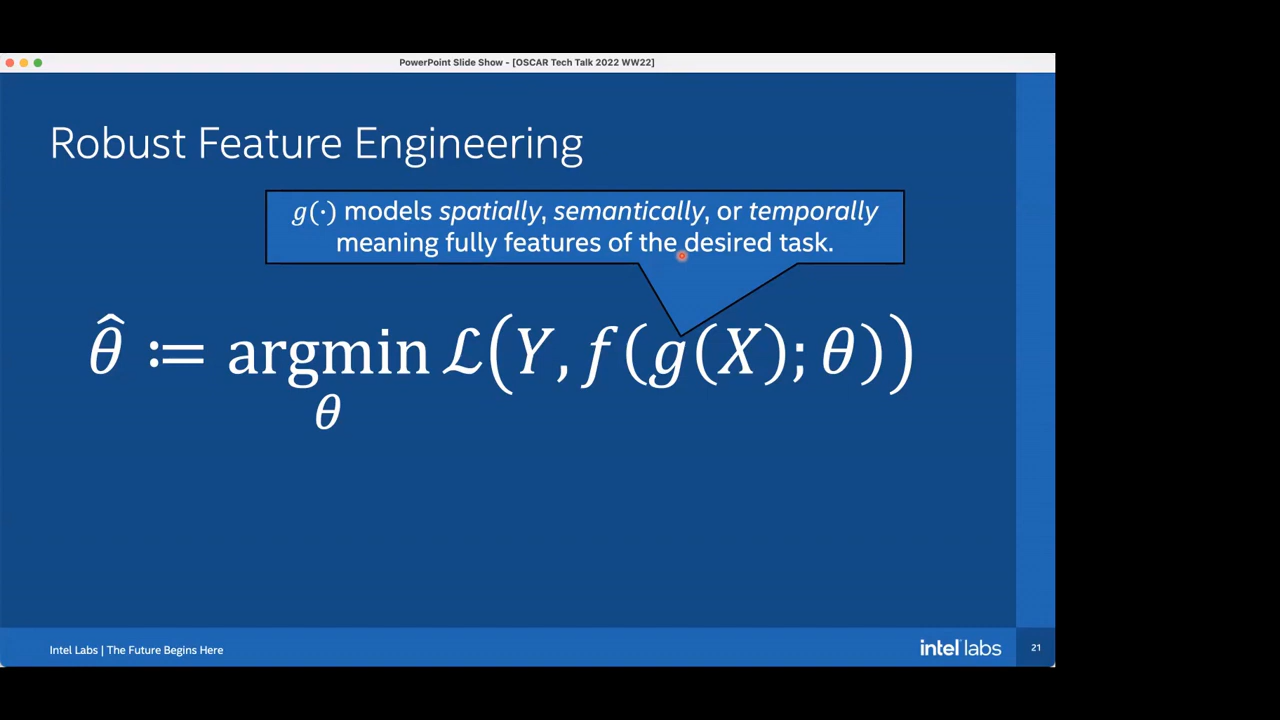 PowerPoint Slide Show - [OSCAR Tech Talk 2022 WW22]
Robust Feature Engineering
g(·) models spatially, semantically, or temporally
meaning fully features of the desired task.
θ̂ ≔ argmin ℒ(Y, f(g(X); θ))
θ
Intel Labs | The Future Begins Here
intel labs
21